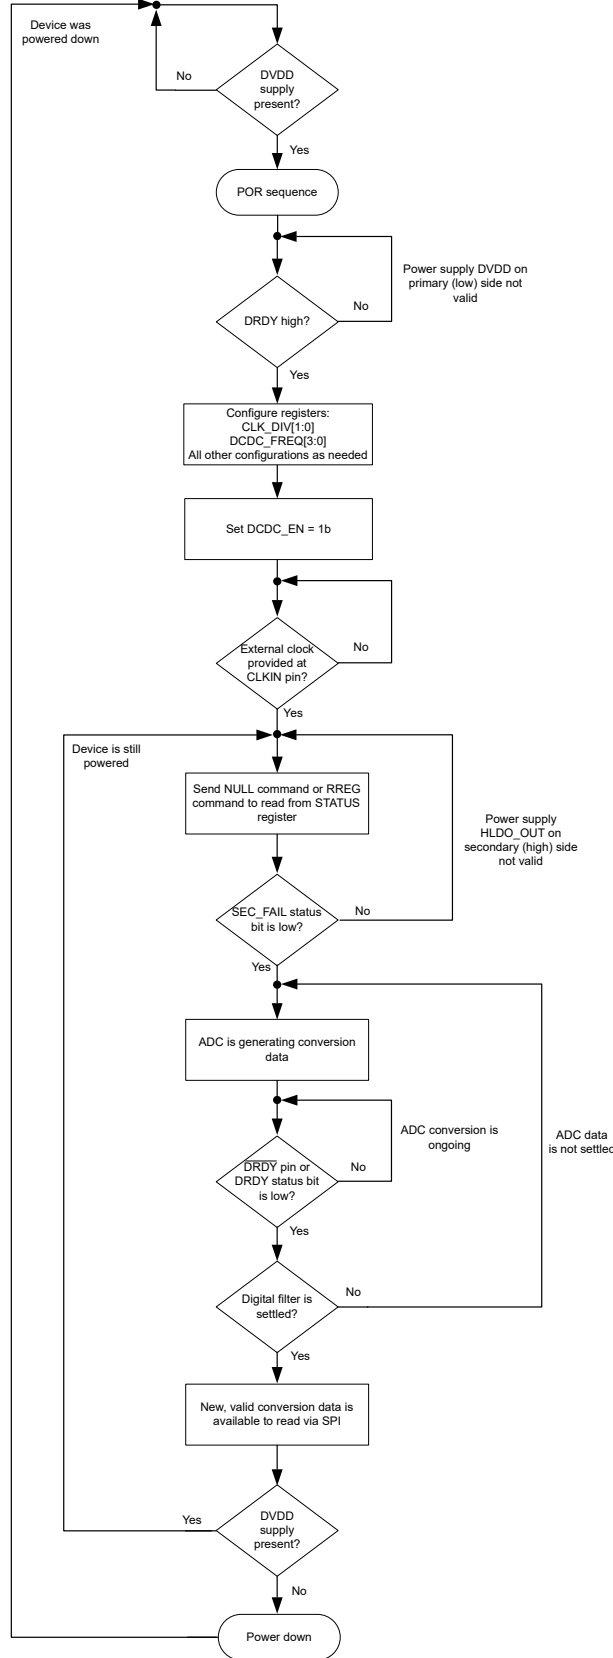 Device was
powered down
No
DVDD
supply
present?
Yes
POR sequence
Power supply DVDD on
primary (low) side not
valid
No
DRDY high?
Yes
Configure registers:
CLK_DIV[1:0]
DCDC_FREQ[3:0]
All other configurations as needed
Set DCDC_EN = 1b
External clock
provided at
CLKIN pin?
No
Yes
Device is still
powered
Send NULL command or RREG
command to read from STATUS
register
Power supply
HLDO_OUT on
secondary (high) side
not valid
SEC_FAIL status
bit is low?
No
Yes
ADC is generating conversion
data
ADC conversion is
ongoing
ADC data
is not settled
DRDY pin or
DRDY status bit
is low?
No
Yes
Digital filter is
settled?
No
Yes
New, valid conversion data is
available to read via SPI
Yes
DVDD
supply
present?
No
Power down